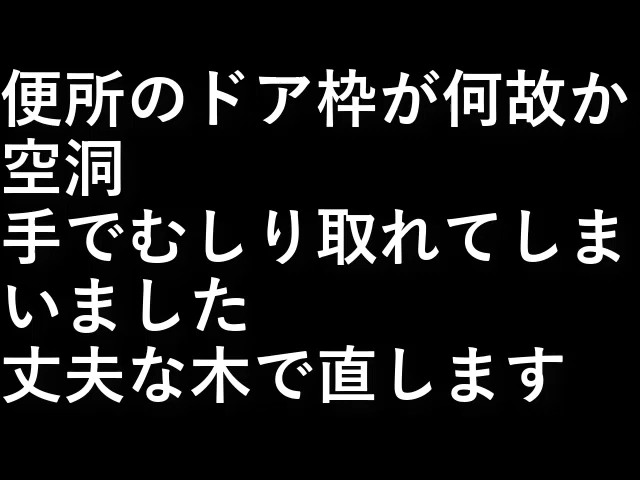 便所のドア枠が何故か
空洞
手でむしり取れてしま
いました
丈夫な木で直します